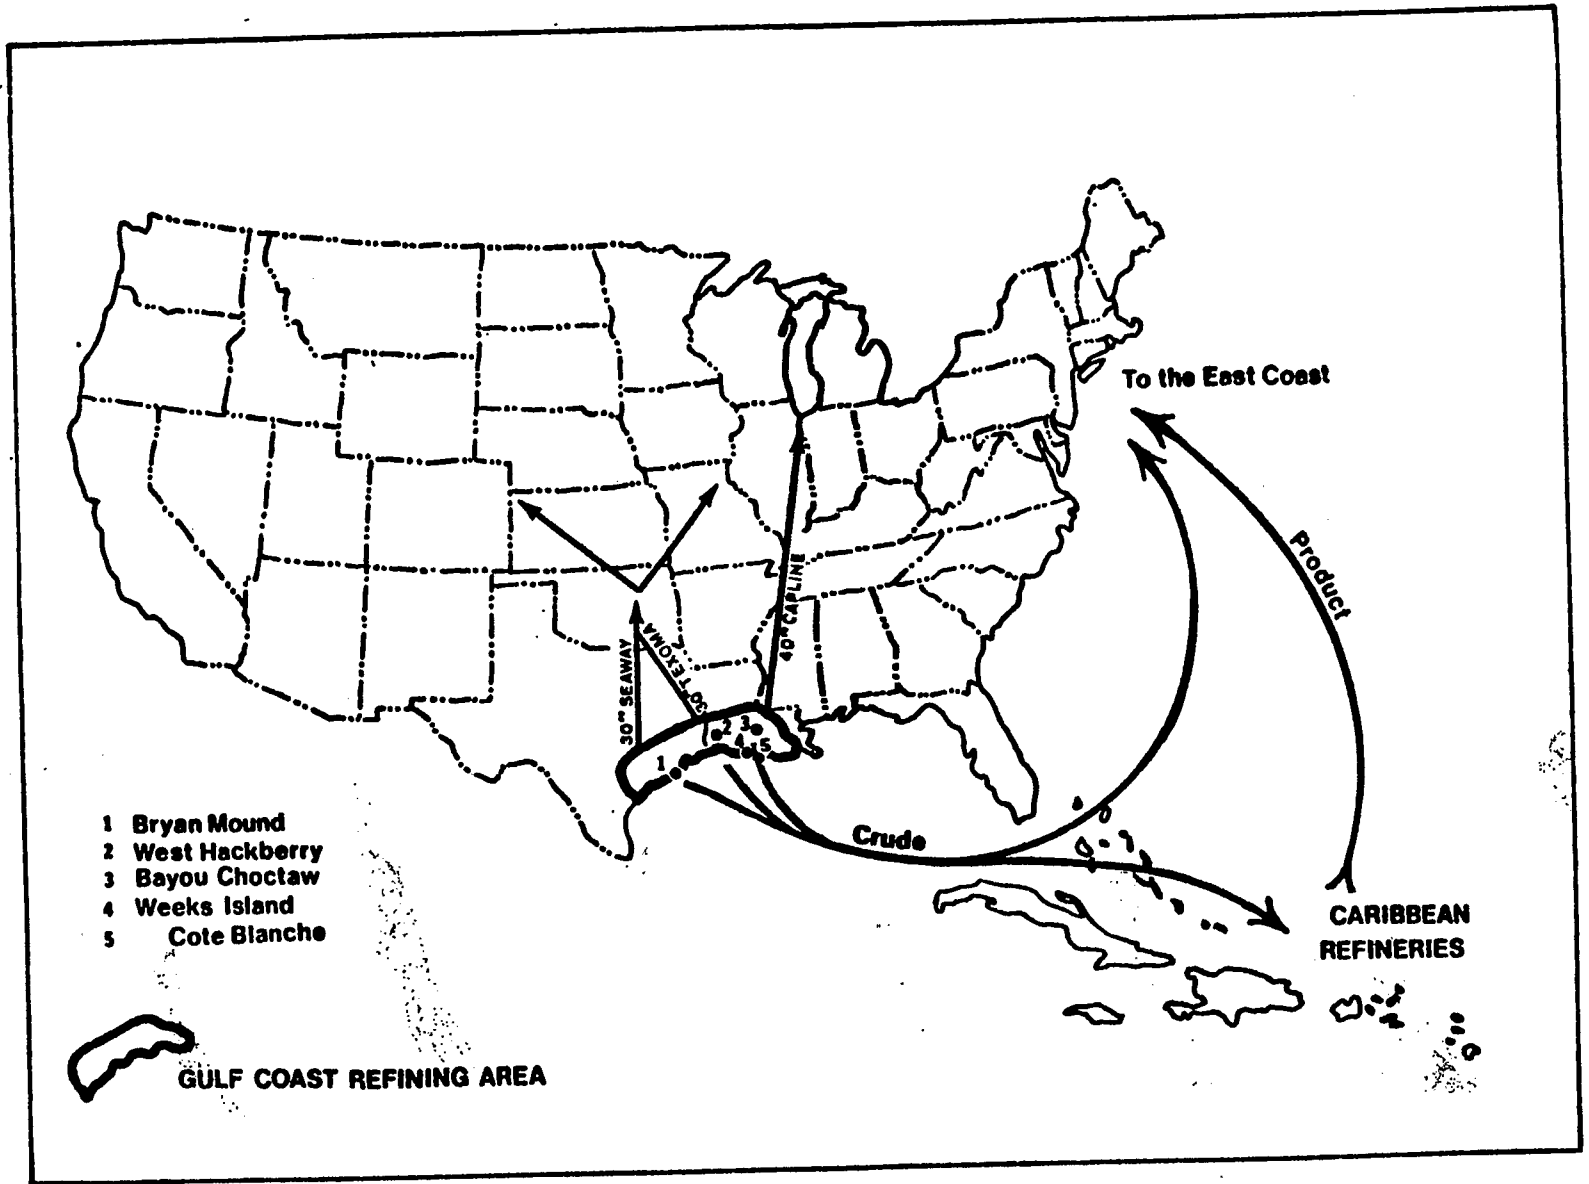 To the East Coast
Product
40" CAPLINE
30" TEXOMA
30" SEAWAY
2
3
4
5
1
Crude
1 Bryan Mound
2 West Hackberry
3 Bayou Choctaw
4 Weeks Island
5 Cote Blanche
CARIBBEAN
REFINERIES
GULF COAST REFINING AREA